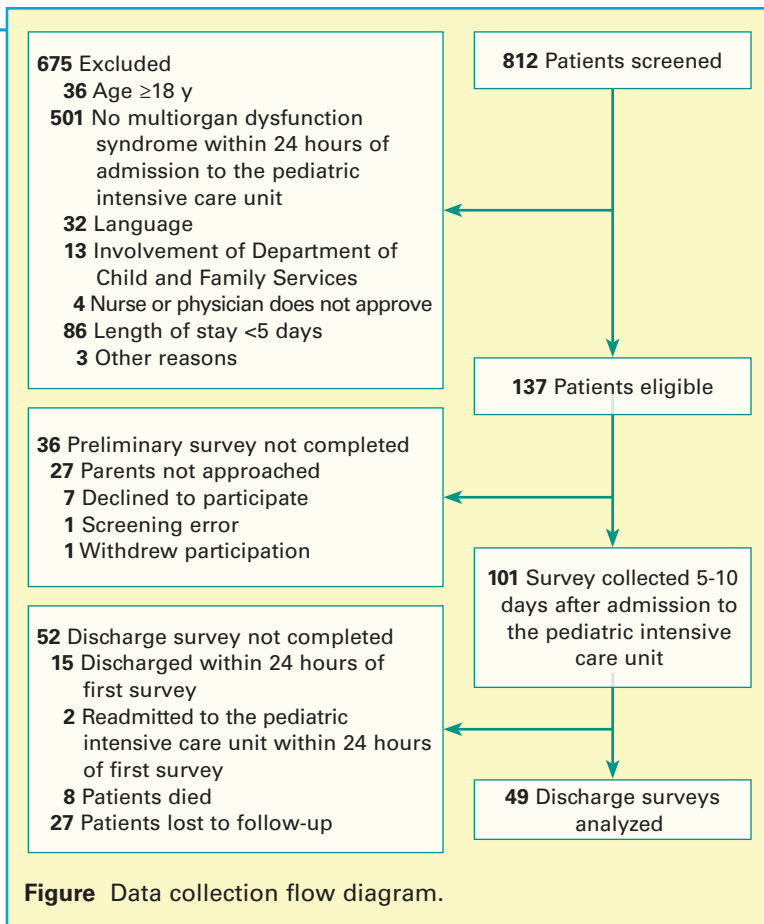 675 Excluded
36 Age ≥18 y
501 No multiorgan dysfunction
syndrome within 24 hours of
admission to the pediatric
intensive care unit
32 Language
13 Involvement of Department of
Child and Family Services
4 Nurse or physician does not approve
86 Length of stay <5 days
3 Other reasons
812 Patients screened
137 Patients eligible
36 Preliminary survey not completed
27 Parents not approached
7 Declined to participate
1 Screening error
1 Withdrew participation
101 Survey collected 5-10
days after admission to
the pediatric intensive
care unit
52 Discharge survey not completed
15 Discharged within 24 hours of
first survey
2 Readmitted to the pediatric
intensive care unit within 24 hours
of first survey
8 Patients died
27 Patients lost to follow-up
49 Discharge surveys
analyzed
Figure Data collection flow diagram.